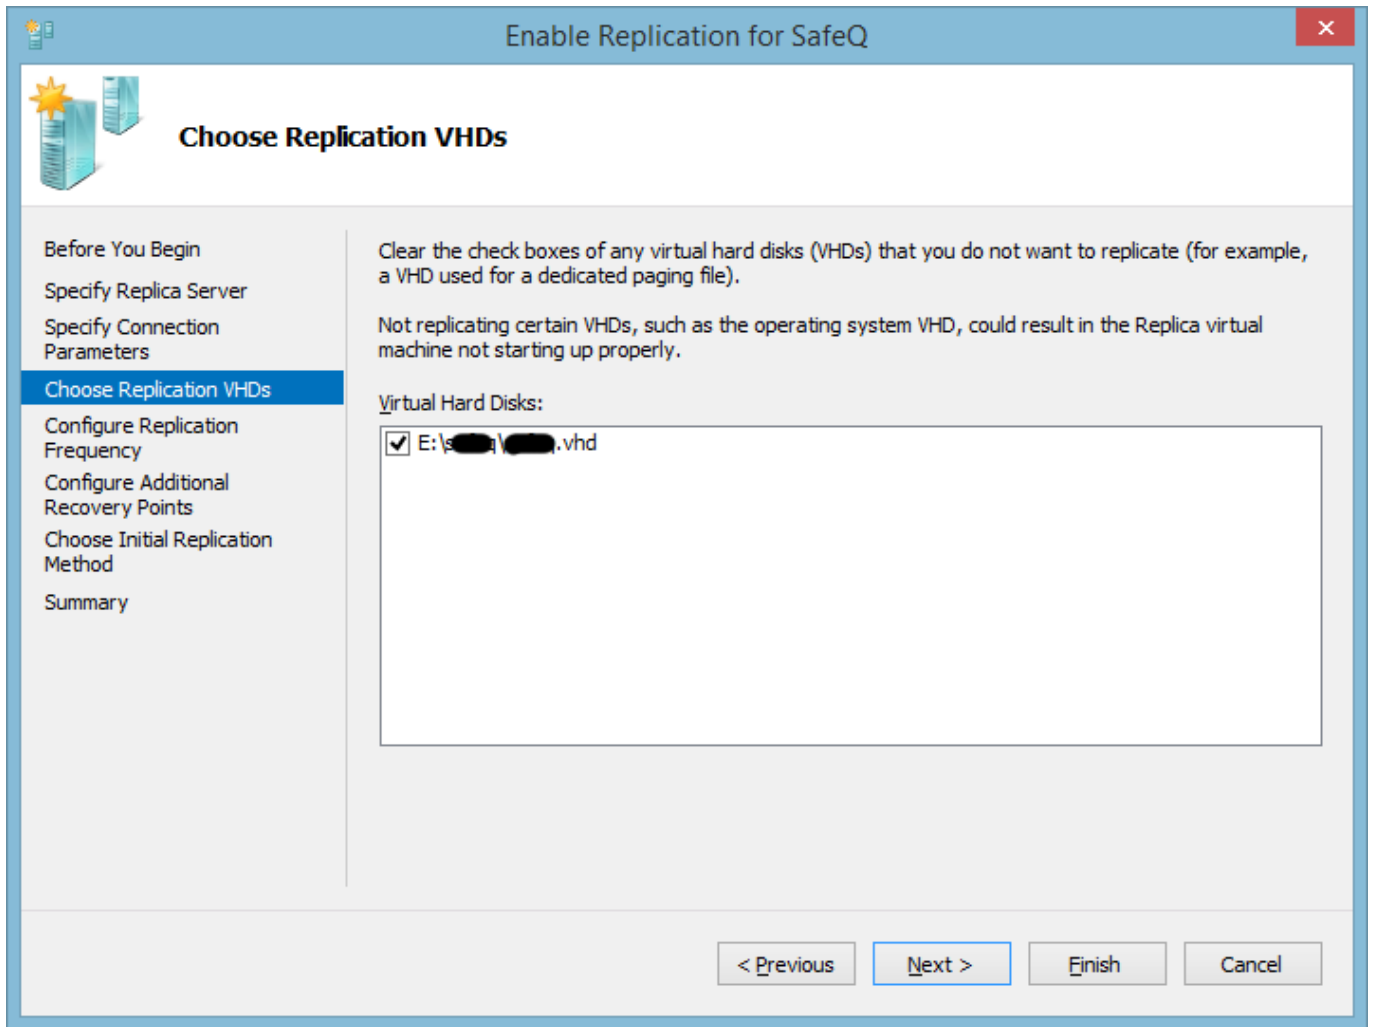 Enable Replication for SafeQ
Choose Replication VHDs
Before You Begin
Specify Replica Server
Specify Connection
Parameters
Choose Replication VHDs
Configure Replication
Frequency
Configure Additional
Recovery Points
Choose Initial Replication
Method
Summary
Clear the check boxes of any virtual hard disks (VHDs) that you do not want to replicate (for example,
a VHD used for a dedicated paging file).
Not replicating certain VHDs, such as the operating system VHD, could result in the Replica virtual
machine not starting up properly.
Virtual Hard Disks:
E:\ \ .vhd
< Previous
Next >
Finish
Cancel